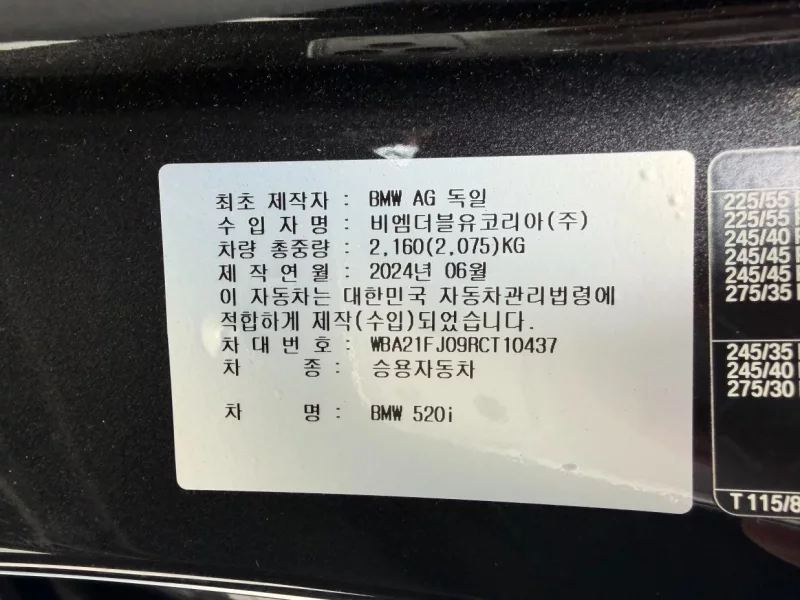 최초 제작자 : BMW AG 독일
수 입 자 명 : 비엠더블유코리아(주)
차량 총중량 : 2,160(2,075)KG
제 작 연 월 : 2024년 06월
이 자동차는 대한민국 자동차관리법령에
적합하게 제작(수입)되었습니다.
차 대 번 호 : WBA21FJ09RCT10437
차 종 : 승용자동차
차 명 : BMW 520i
225/55
225/55
245/40
245/45
245/45
275/35
245/35
245/40
275/30
T 115/8